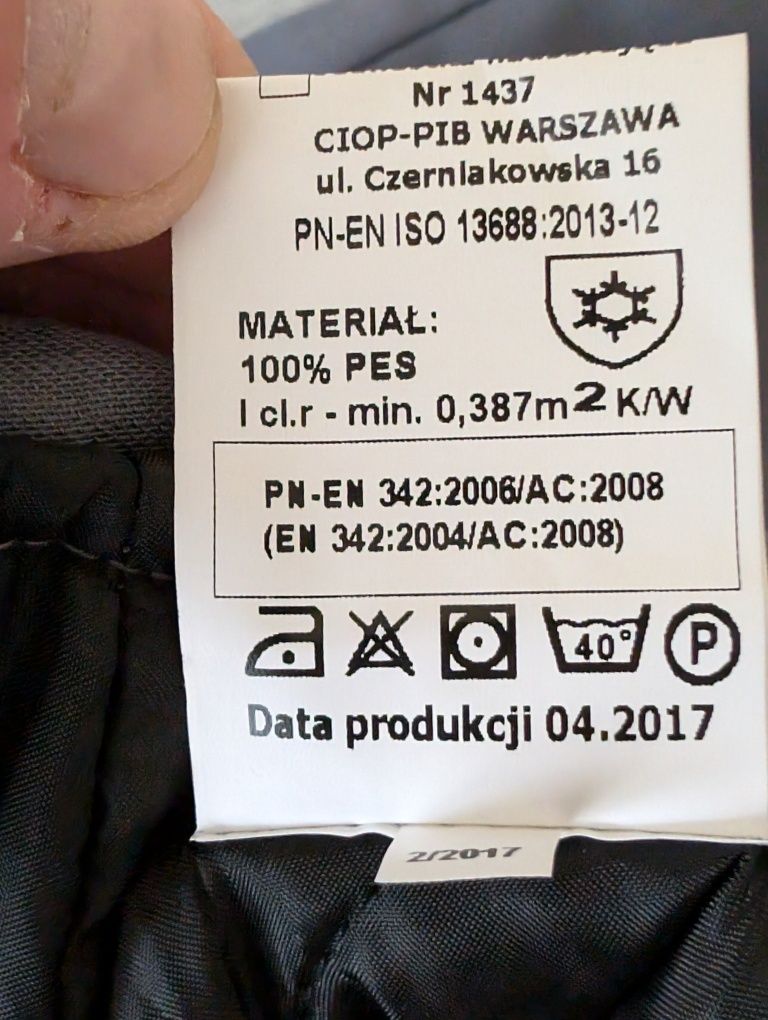 Nr 1437
CIOP-PIB WARSZAWA
ul. Czerniakowska 16
PN-EN ISO 13688:2013-12
MATERIAŁ:
100% PES
I cl.r - min. 0,387m2 K/W
PN-EN 342:2006/AC:2008
(EN 342:2004/AC:2008)
40°
P
Data produkcji 04.2017
2/2017